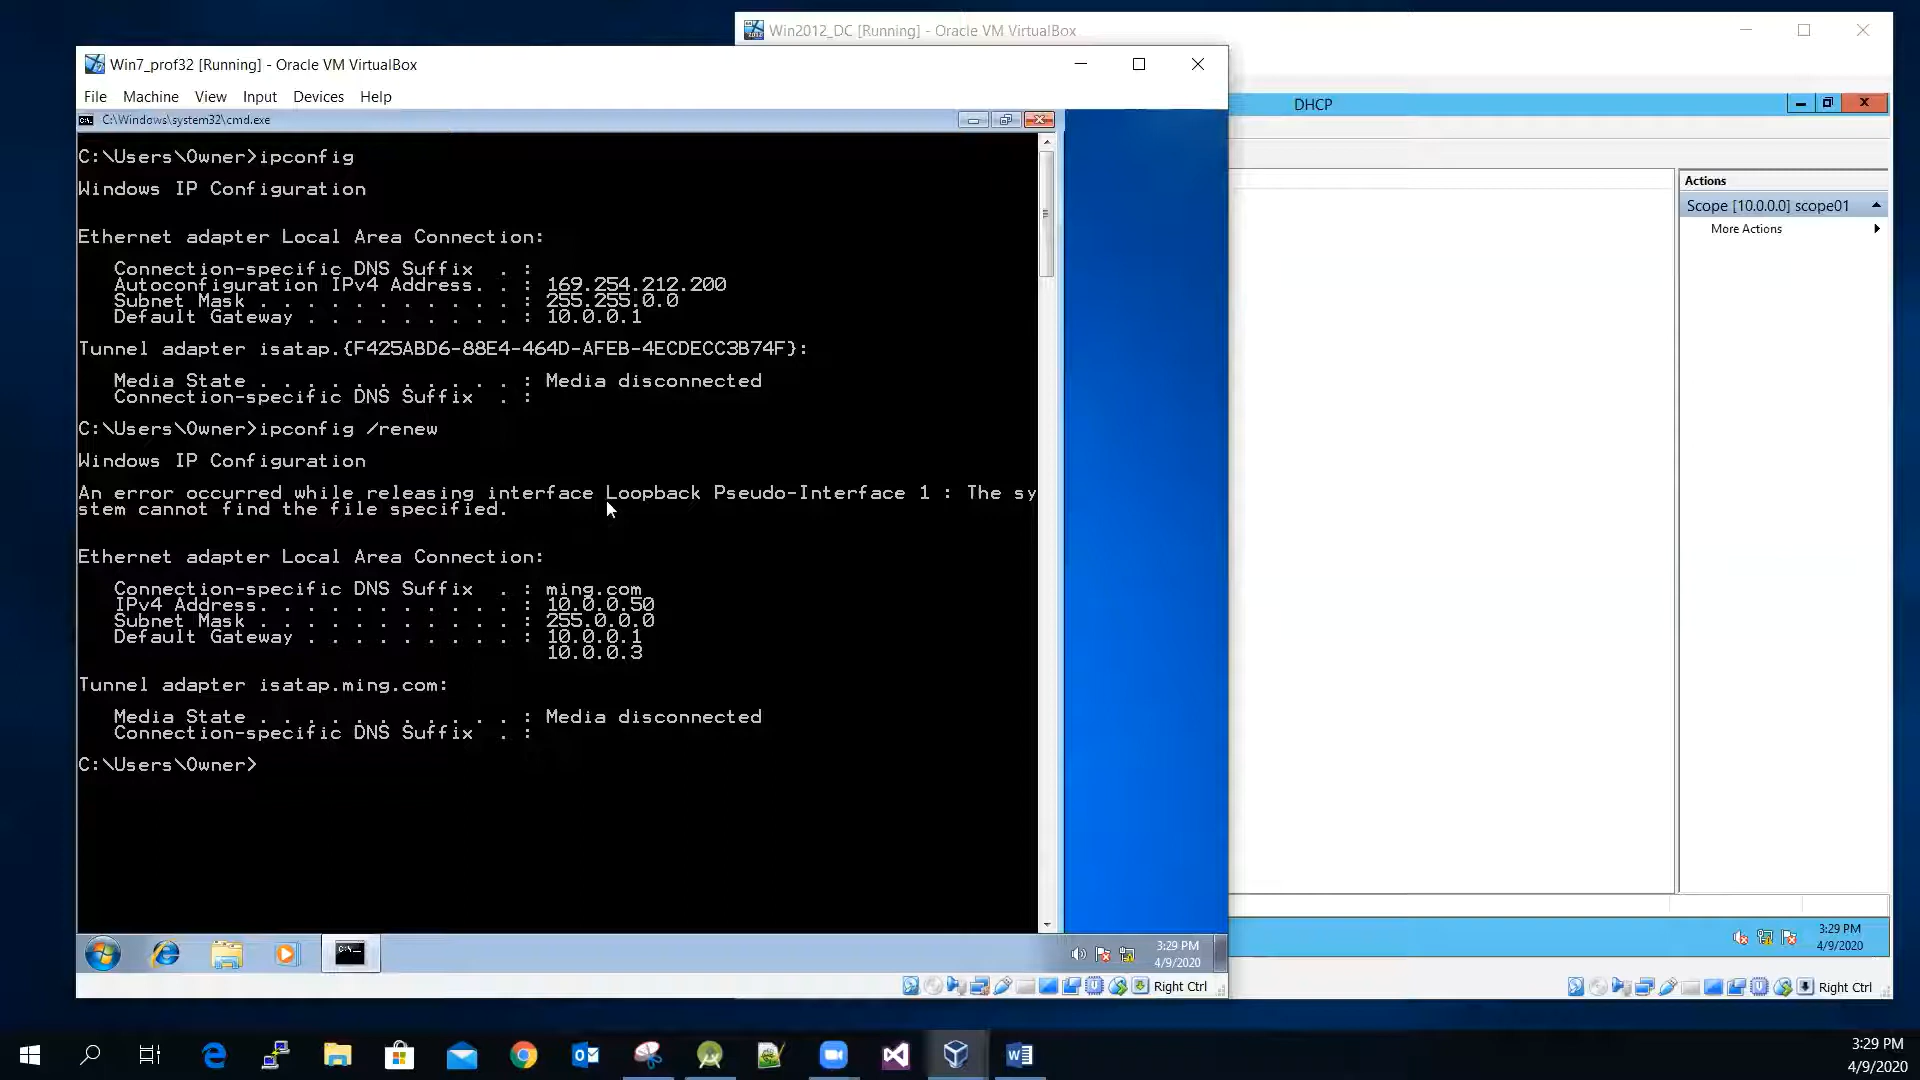 Win2012_DC [Running] - Oracle VM VirtualBox
Win7_prof32 [Running] - Oracle VM VirtualBox
File Machine View Input Devices Help
DHCP
C:\Windows\system32\cmd.exe
C:\Users\Owner>ipconfig
Windows IP Configuration
Ethernet adapter Local Area Connection:
Connection-specific DNS Suffix . :
Autoconfiguration IPv4 Address. . : 169.254.212.200
Subnet Mask . . . . . . . . . . . : 255.255.0.0
Default Gateway . . . . . . . . . : 10.0.0.1
Tunnel adapter isatap.{F425ABD6-88E4-464D-AFEB-4ECDECC3B74F}:
Media State . . . . . . . . . . . : Media disconnected
Connection-specific DNS Suffix . :
C:\Users\Owner>ipconfig /renew
Windows IP Configuration
An error occurred while releasing interface Loopback Pseudo-Interface 1 : The sy
stem cannot find the file specified.
Ethernet adapter Local Area Connection:
Connection-specific DNS Suffix . : ming.com
IPv4 Address. . . . . . . . . . . : 10.0.0.50
Subnet Mask . . . . . . . . . . . : 255.0.0.0
Default Gateway . . . . . . . . . : 10.0.0.1
10.0.0.3
Tunnel adapter isatap.ming.com:
Media State . . . . . . . . . . . : Media disconnected
Connection-specific DNS Suffix . :
C:\Users\Owner>
Actions
Scope [10.0.0.0] scope01
More Actions
3:29 PM
4/9/2020
Right Ctrl
3:29 PM
4/9/2020
Right Ctrl
3:29 PM
4/9/2020